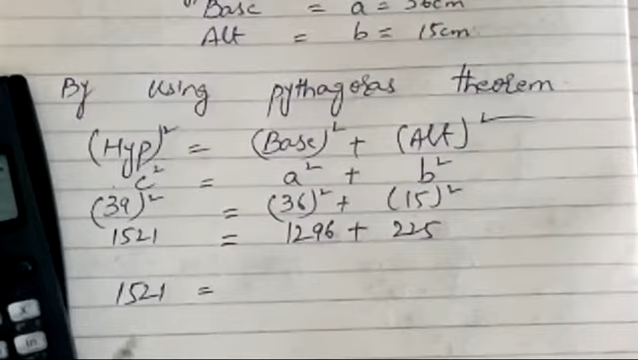 Base = a = 36cm
Alt = b = 15cm
By using pythagoras theorem
(Hyp)² = (Base)² + (Alt)²
c² = a² + b²
(39)² = (36)² + (15)²
1521 = 1296 + 225
1521 =